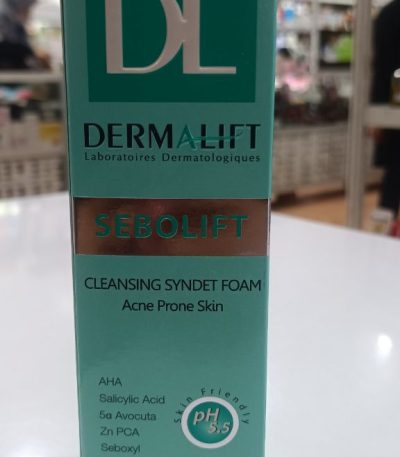 DL
DERMALIFT
Laboratoires Dermatologiques
SEBOLIFT
CLEANSING SYNDET FOAM
Acne Prone Skin
AHA
Salicylic Acid
5α Avocuta
Zn PCA
Seboxyl
Skin Friendly
pH
5.5